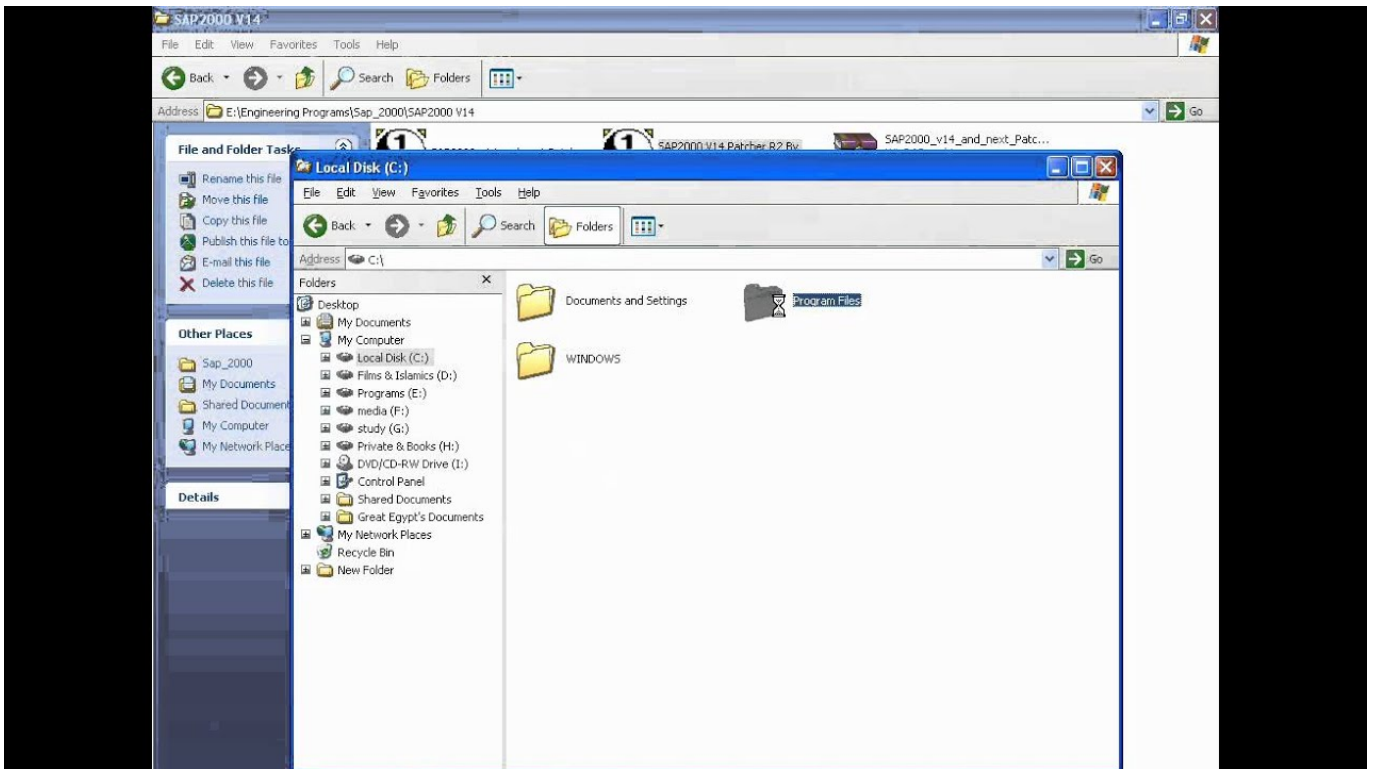 SAP2000 V14
File Edit View Favorites Tools Help
Back Search Folders
Address E:\Engineering Programs\Sap_2000\SAP2000 V14 Go
File and Folder Tasks
SAP2000 V14 Patcher R2 By
SAP2000_v14_and_next_Patc...
Rename this file
Move this file
Copy this file
Publish this file to
E-mail this file
Delete this file
Other Places
Sap_2000
My Documents
Shared Document
My Computer
My Network Place
Details
Local Disk (C:)
File Edit View Favorites Tools Help
Back Search Folders
Address C:\ Go
Folders
Desktop
My Documents
My Computer
Local Disk (C:)
Films & Islamics (D:)
Programs (E:)
media (F:)
study (G:)
Private & Books (H:)
DVD/CD-RW Drive (I:)
Control Panel
Shared Documents
Great Egypt's Documents
My Network Places
Recycle Bin
New Folder
Documents and Settings
Program Files
WINDOWS